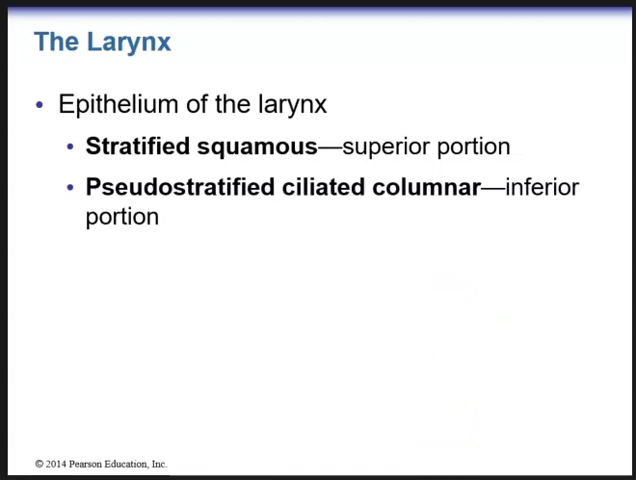 The Larynx
• Epithelium of the larynx
• Stratified squamous—superior portion
• Pseudostratified ciliated columnar—inferior
portion
© 2014 Pearson Education, Inc.